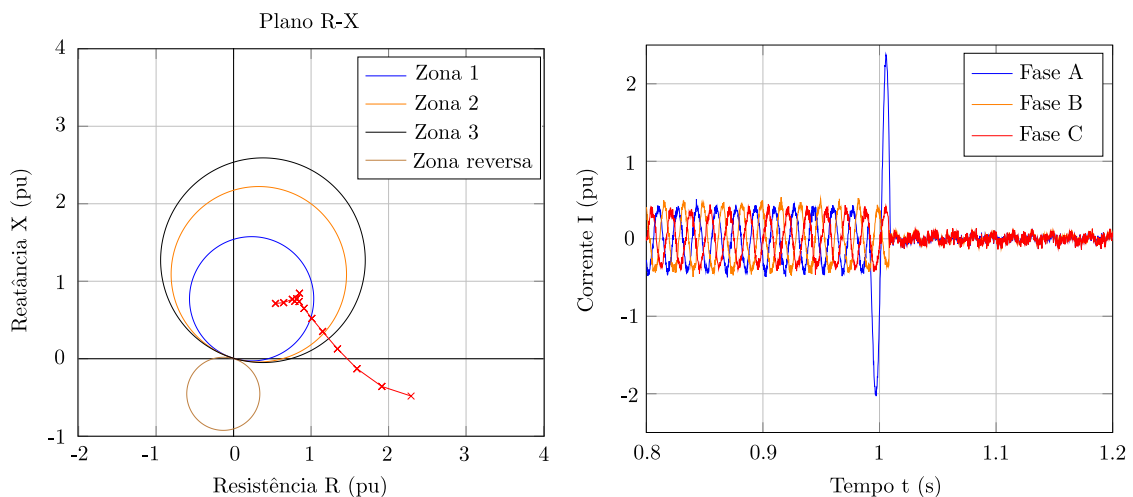 Plano R-X
Zona 1
Zona 2
Zona 3
Zona reversa
4
3
2
1
0
-1
-2
-1
0
1
2
3
4
Reatância X (pu)
Resistência R (pu)
Fase A
Fase B
Fase C
2
1
0
-1
-2
0.8
0.9
1
1.1
1.2
Corrente I (pu)
Tempo t (s)